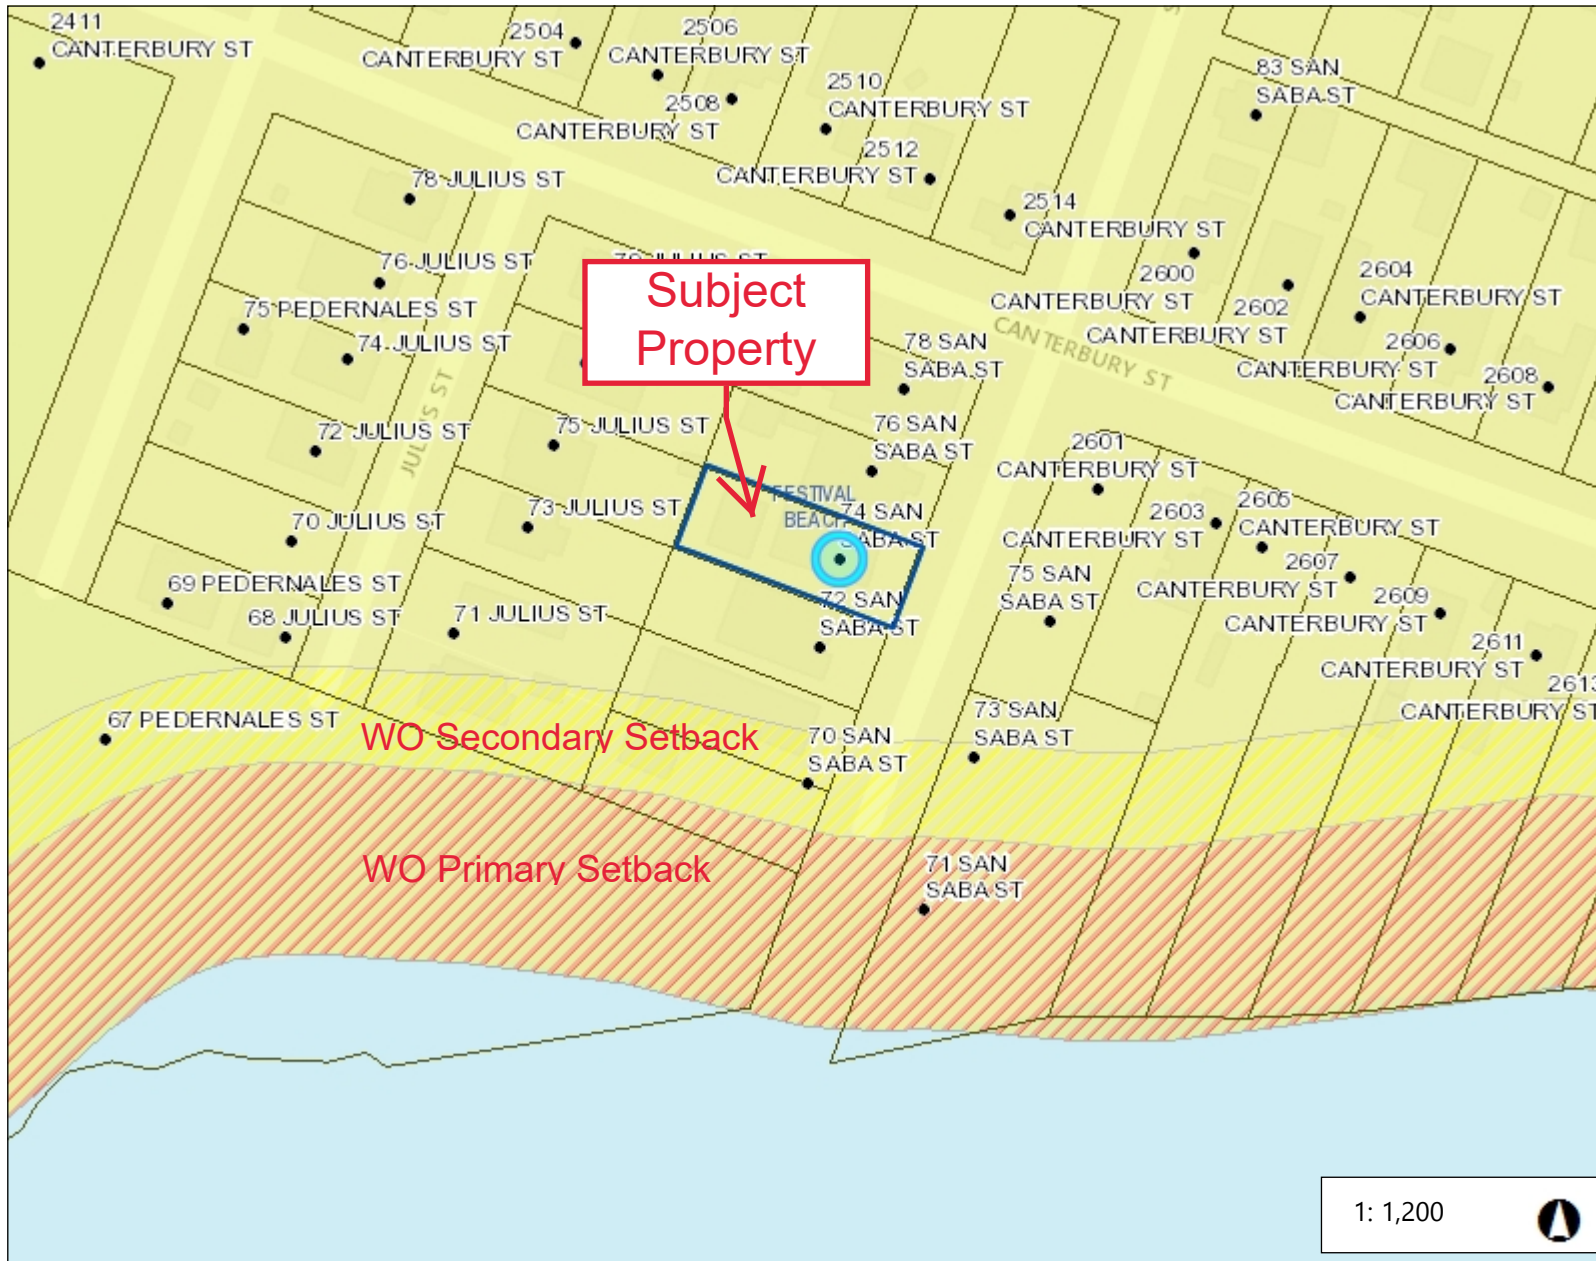 2411
CANTERBURY ST
2504
CANTERBURY ST
2506
CANTERBURY ST
2508
CANTERBURY ST
2510
CANTERBURY ST
2512
CANTERBURY ST
2514
CANTERBURY ST
83 SAN
SABA ST
2600
CANTERBURY ST
2602
CANTERBURY ST
2604
CANTERBURY ST
2606
CANTERBURY ST
2608
CANTERBURY ST
CANTERBURY ST
78 JULIUS ST
76 JULIUS ST
75 PEDERNALES ST
74 JULIUS ST
72 JULIUS ST
JULIUS ST
70 JULIUS ST
69 PEDERNALES ST
68 JULIUS ST
67 PEDERNALES ST
Subject
Property
75 JULIUS ST
73 JULIUS ST
71 JULIUS ST
78 SAN
SABA ST
76 SAN
SABA ST
FESTIVAL
BEACH
74 SAN
SABA ST
72 SAN
SABA ST
70 SAN
SABA ST
2601
CANTERBURY ST
2603
CANTERBURY ST
2605
CANTERBURY ST
2607
CANTERBURY ST
2609
CANTERBURY ST
2611
CANTERBURY ST
2613
CANTERBURY ST
75 SAN
SABA ST
73 SAN
SABA ST
71 SAN
SABA ST
WO Secondary Setback
WO Primary Setback
1: 1,200